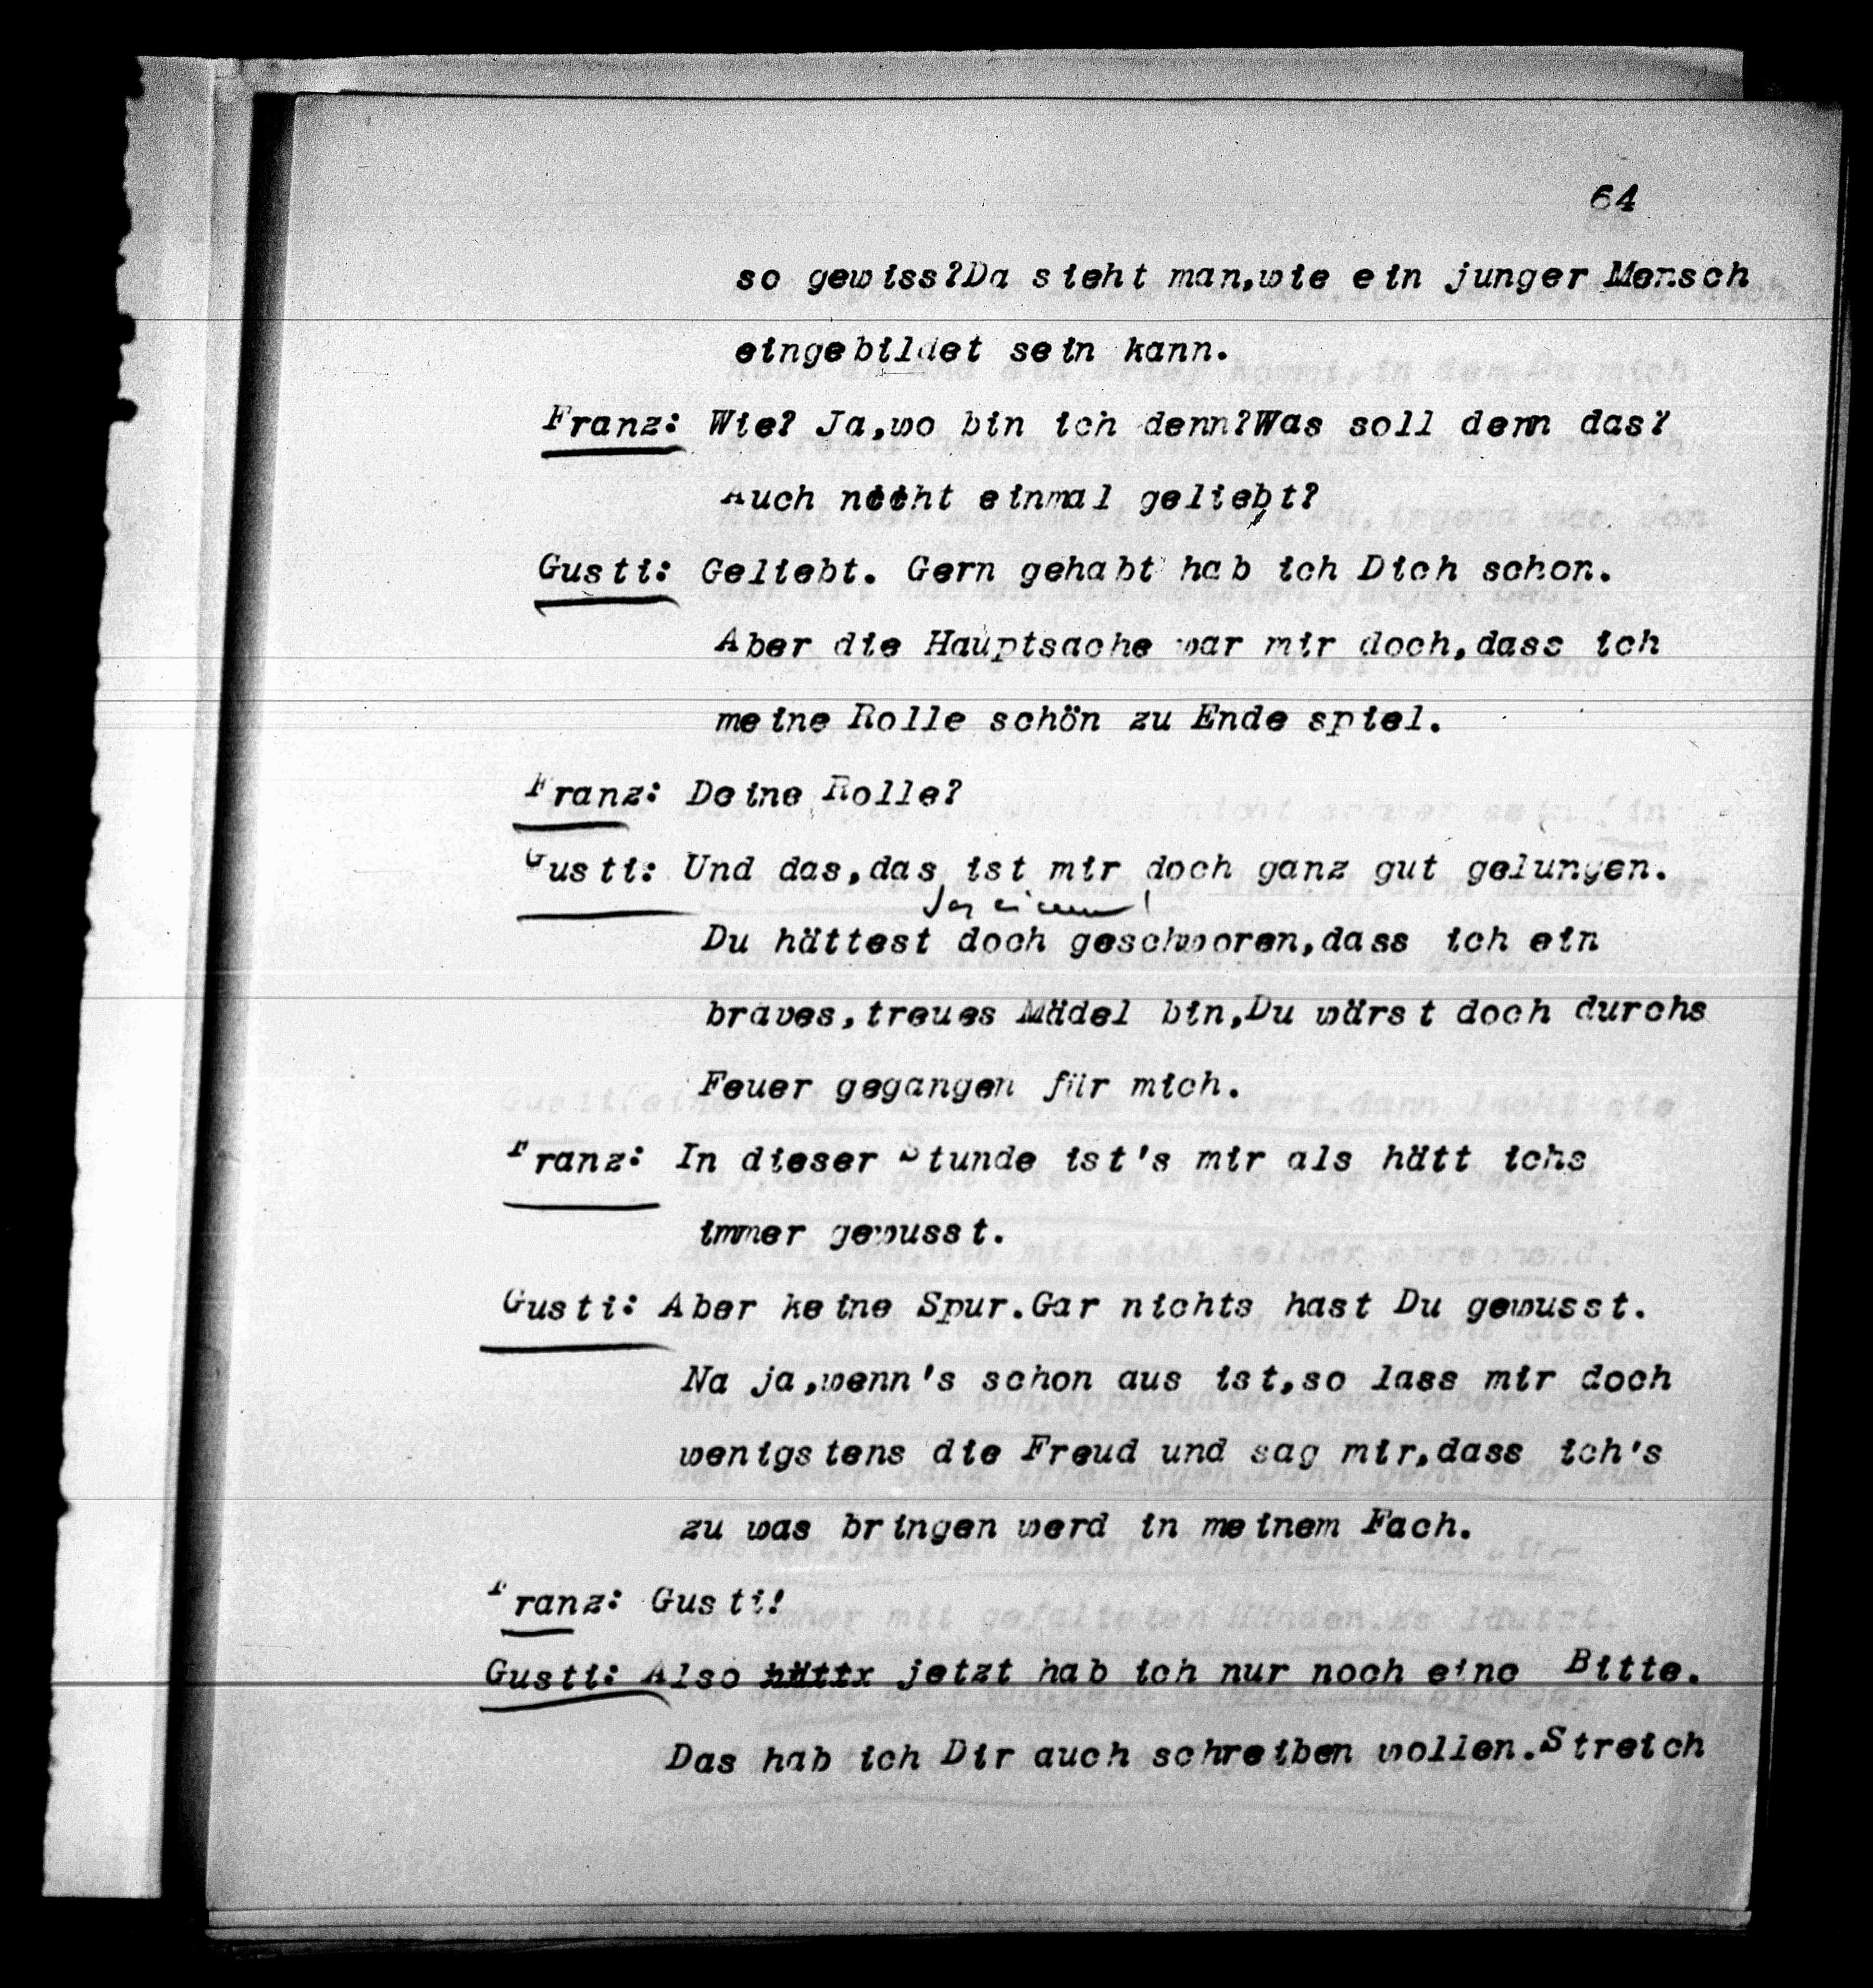 64
so gewiss?Da sieht man,wie ein junger Mensch
eingebildet sein kann.
Franz: Wie? Ja,wo bin ich denn?Was soll denn das?
Auch nicht einmal geliebt?
Gusti: Geliebt. Gern gehabt hab ich Dich schon.
Aber die Hauptsache war mir doch,dass ich
meine Rolle schön zu Ende spiel.
Franz: Deine Rolle?
Gusti: Und das,das ist mir doch ganz gut gelungen.
Du hättest doch geschworen,dass ich ein
braves,treues Mädel bin,Du wärst doch durchs
Feuer gegangen für mich.
Franz: In dieser Stunde ist's mir als hätt ichs
immer gewusst.
Gusti: Aber keine Spur.Gar nichts hast Du gewusst.
Na ja,wenn's schon aus ist,so lass mir doch
wenigstens die Freud und sag mir,dass ich's
zu was bringen werd in meinem Fach.
Franz: Gusti!
Gusti: Also jetzt hab ich nur noch eine Bitte.
Das hab ich Dir auch schreiben wollen.Streich